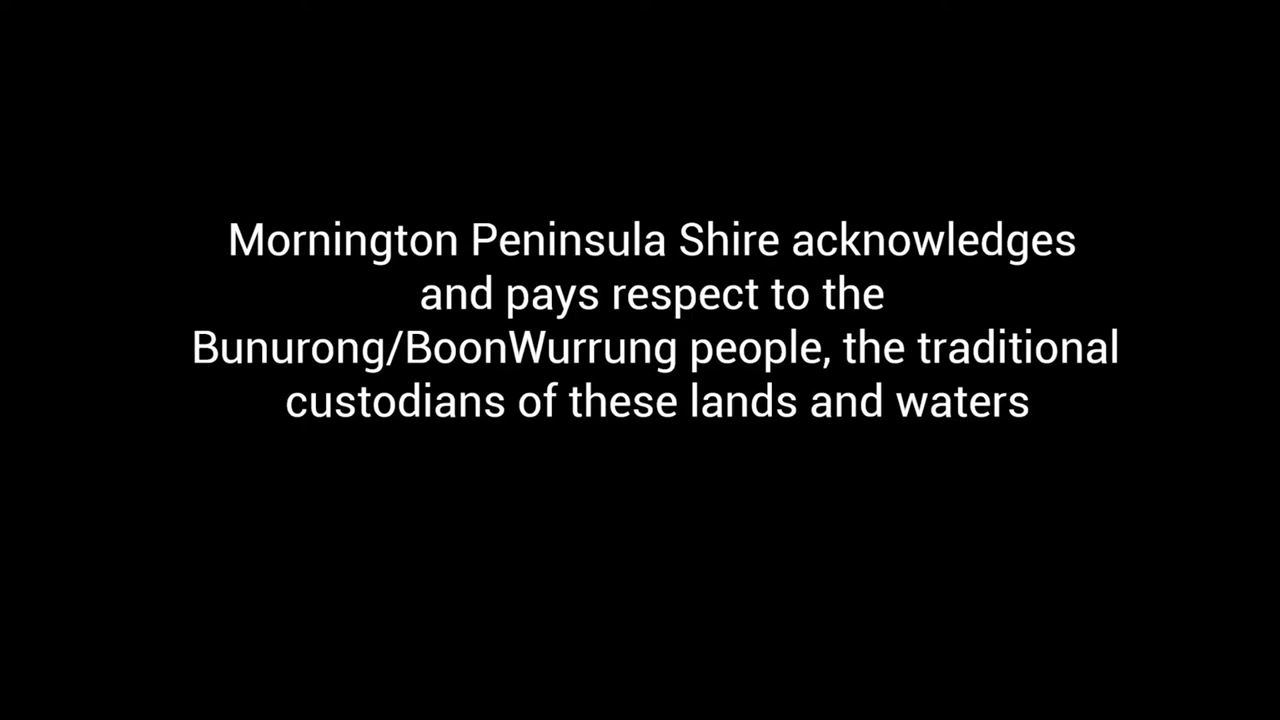 Mornington Peninsula Shire acknowledges
and pays respect to the
Bunurong/BoonWurrung people, the traditional
custodians of these lands and waters